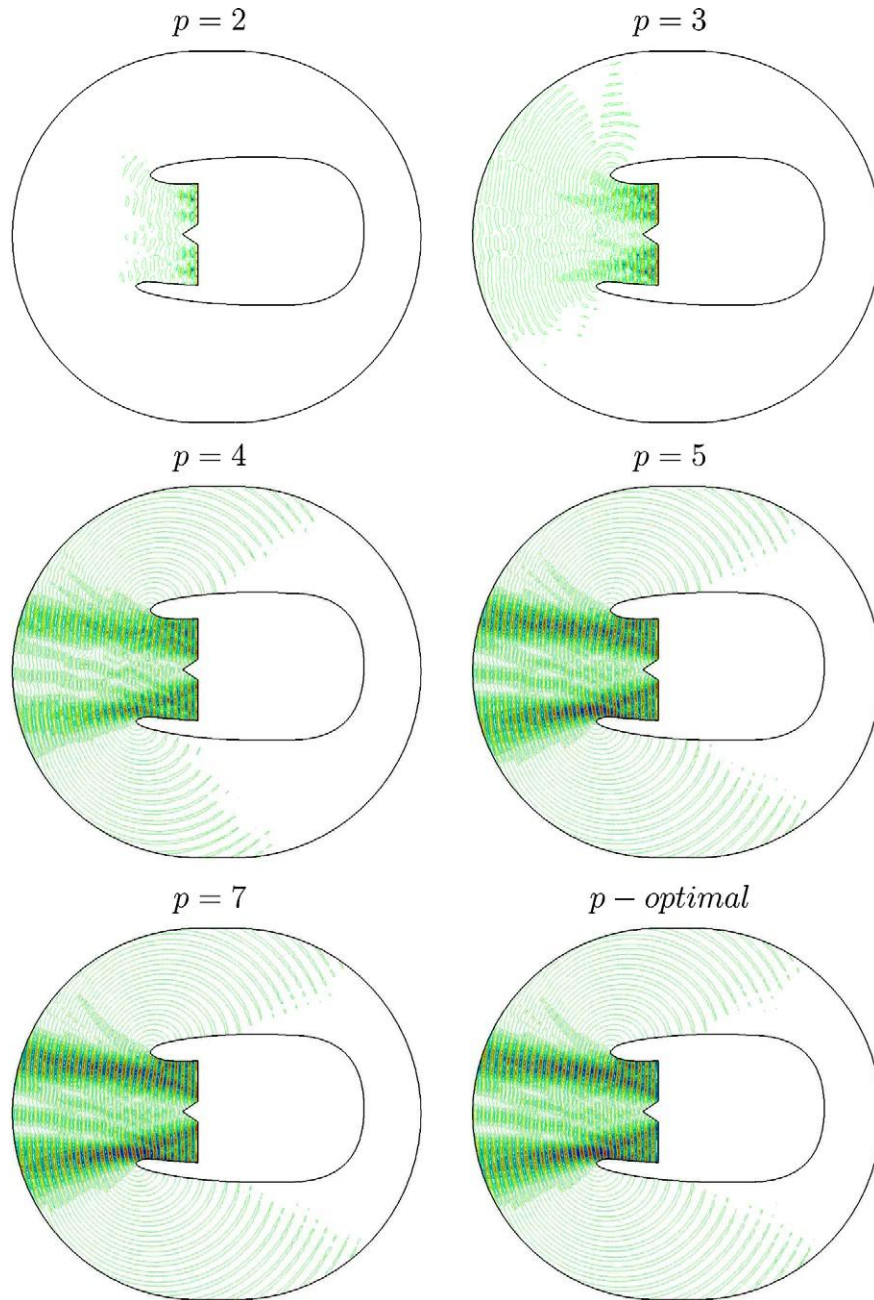 p = 2
p = 3
p = 4
p = 5
p = 7
p − optimal